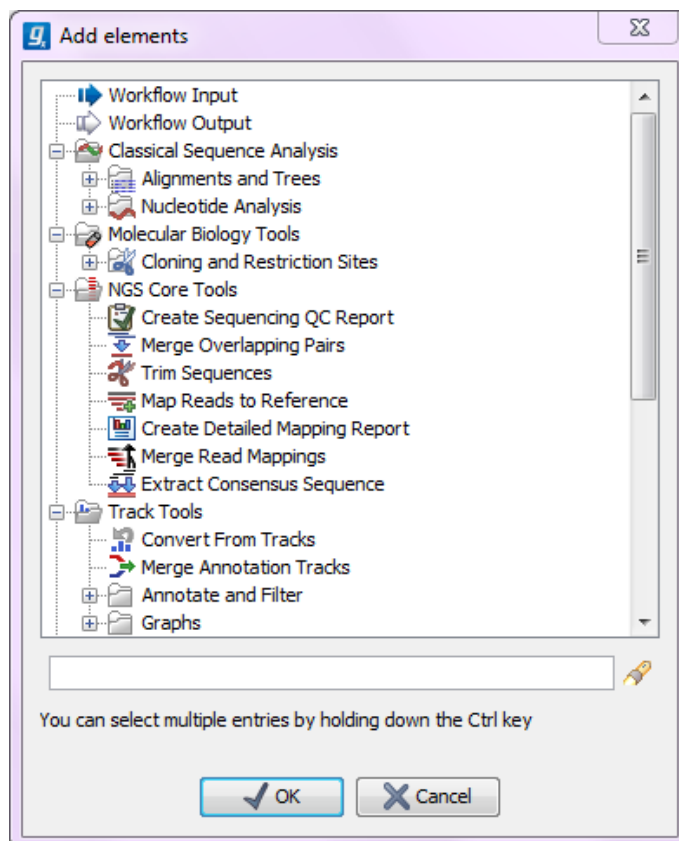 Add elements
Workflow Input
Workflow Output
Classical Sequence Analysis
Alignments and Trees
Nucleotide Analysis
Molecular Biology Tools
Cloning and Restriction Sites
NGS Core Tools
Create Sequencing QC Report
Merge Overlapping Pairs
Trim Sequences
Map Reads to Reference
Create Detailed Mapping Report
Merge Read Mappings
Extract Consensus Sequence
Track Tools
Convert From Tracks
Merge Annotation Tracks
Annotate and Filter
Graphs
You can select multiple entries by holding down the Ctrl key
OK Cancel